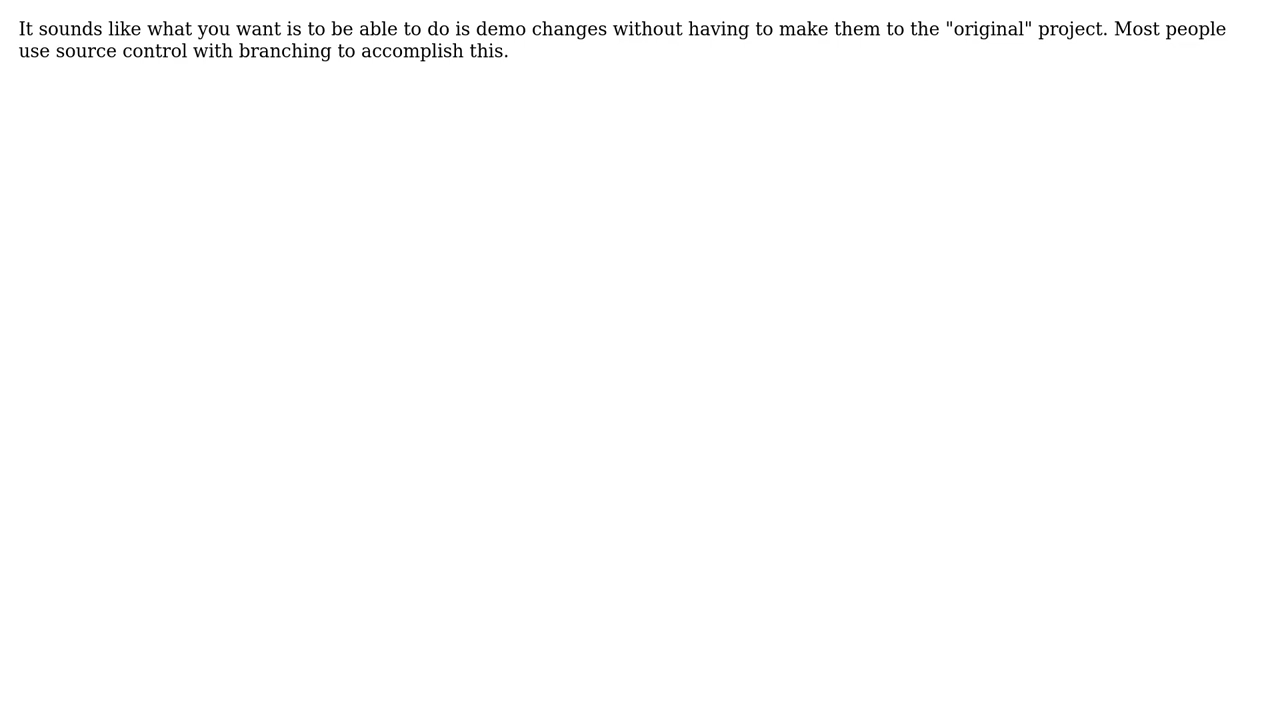 It sounds like what you want is to be able to do is demo changes without having to make them to the "original" project. Most people
use source control with branching to accomplish this.